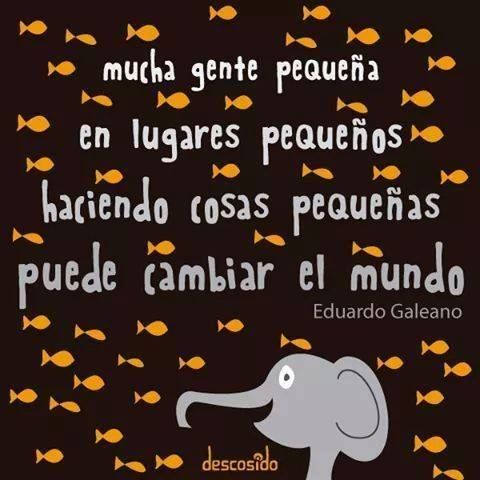 mucha gente pequeña
en lugares pequeños
haciendo cosas pequeñas
puede cambiar el mundo
Eduardo Galeano
descosido